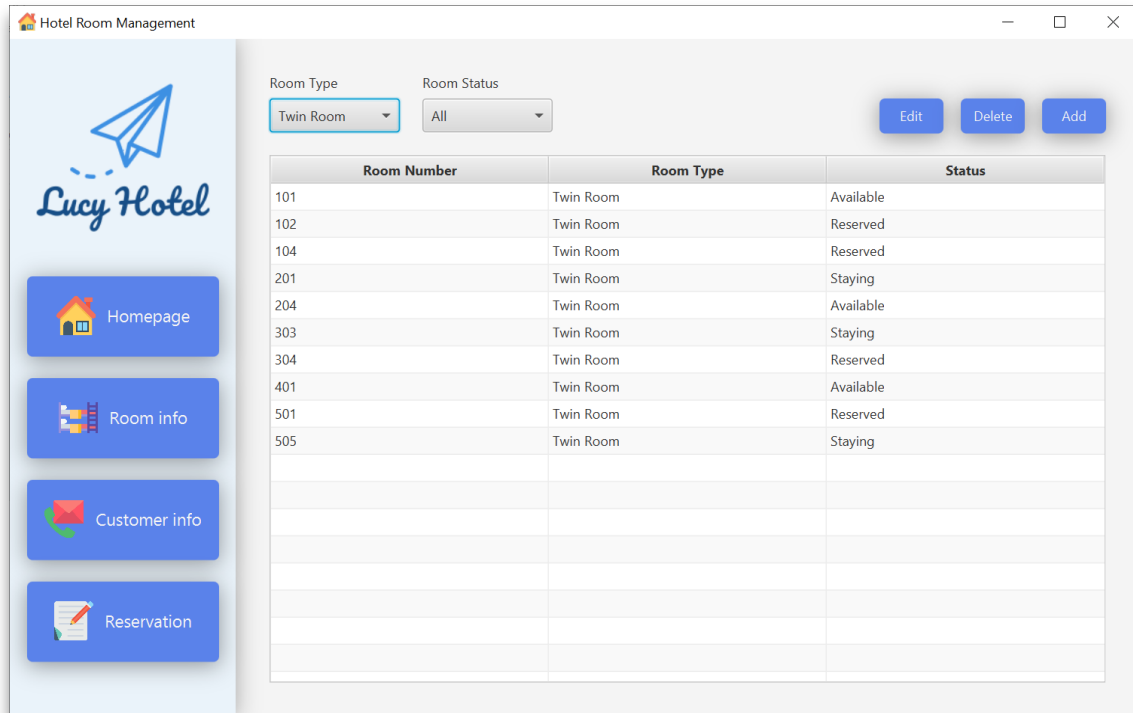 Hotel Room Management
Lucy Hotel
Homepage
Room info
Customer info
Reservation
Room Type Room Status
Twin Room All Edit Delete Add
Room Number Room Type Status
101 Twin Room Available
102 Twin Room Reserved
104 Twin Room Reserved
201 Twin Room Staying
204 Twin Room Available
303 Twin Room Staying
304 Twin Room Reserved
401 Twin Room Available
501 Twin Room Reserved
505 Twin Room Staying